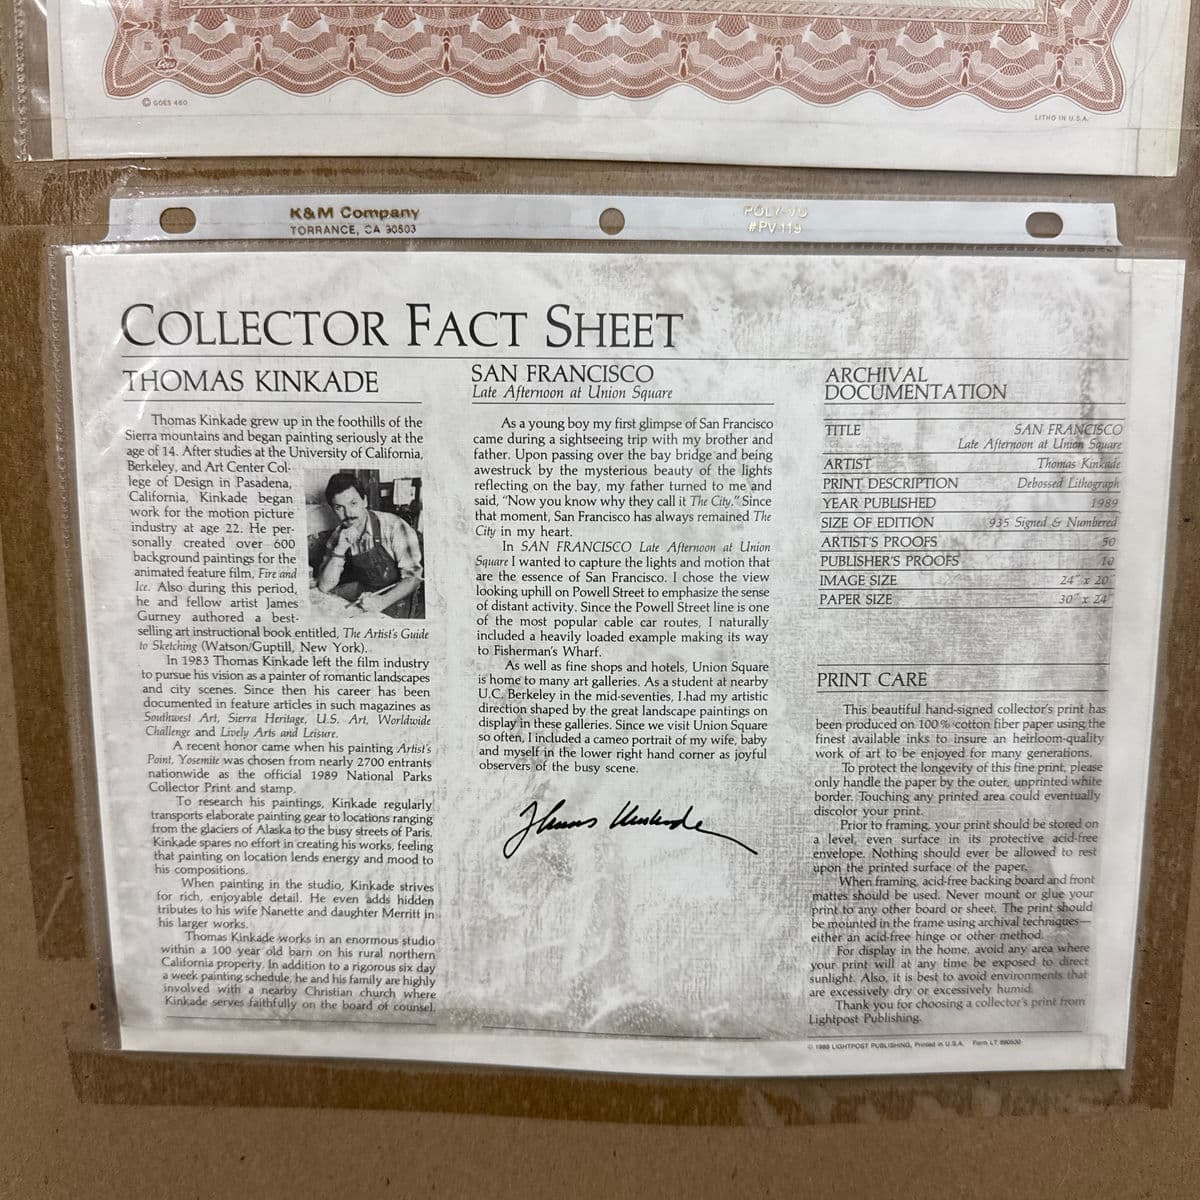 Goes
© GOES 460
LITHO IN U.S.A.
K&M Company
TORRANCE, CA 90503
#PV 119
COLLECTOR FACT SHEET
THOMAS KINKADE
Thomas Kinkade grew up in the foothills of the
Sierra mountains and began painting seriously at the
age of 14. After studies at the University of California,
Berkeley, and Art Center Col-
lege of Design in Pasadena,
California, Kinkade began
work for the motion picture
industry at age 22. He per-
sonally created over 600
background paintings for the
animated feature film, Fire and
Ice. Also during this period,
he and fellow artist James
Gurney authored a best-
selling art instructional book entitled, The Artist's Guide
to Sketching (Watson/Guptill, New York).
In 1983 Thomas Kinkade left the film industry
to pursue his vision as a painter of romantic landscapes
and city scenes. Since then his career has been
documented in feature articles in such magazines as
Southwest Art, Sierra Heritage, U.S. Art, Worldwide
Challenge and Lively Arts and Leisure.
A recent honor came when his painting Artist's
Point, Yosemite was chosen from nearly 2700 entrants
nationwide as the official 1989 National Parks
Collector Print and stamp.
To research his paintings, Kinkade regularly
transports elaborate painting gear to locations ranging
from the glaciers of Alaska to the busy streets of Paris.
Kinkade spares no effort in creating his works, feeling
that painting on location lends energy and mood to
his compositions.
When painting in the studio, Kinkade strives
for rich, enjoyable detail. He even adds hidden
tributes to his wife Nanette and daughter Merritt in
his larger works.
Thomas Kinkade works in an enormous studio
within a 100 year old barn on his rural northern
California property. In addition to a rigorous six day
a week painting schedule, he and his family are highly
involved with a nearby Christian church where
Kinkade serves faithfully on the board of counsel.
SAN FRANCISCO
Late Afternoon at Union Square
As a young boy my first glimpse of San Francisco
came during a sightseeing trip with my brother and
father. Upon passing over the bay bridge and being
awestruck by the mysterious beauty of the lights
reflecting on the bay, my father turned to me and
said, "Now you know why they call it The City." Since
that moment, San Francisco has always remained The
City in my heart.
In SAN FRANCISCO Late Afternoon at Union
Square I wanted to capture the lights and motion that
are the essence of San Francisco. I chose the view
looking uphill on Powell Street to emphasize the sense
of distant activity. Since the Powell Street line is one
of the most popular cable car routes, I naturally
included a heavily loaded example making its way
to Fisherman's Wharf.
As well as fine shops and hotels, Union Square
is home to many art galleries. As a student at nearby
U.C. Berkeley in the mid-seventies, I had my artistic
direction shaped by the great landscape paintings on
display in these galleries. Since we visit Union Square
so often, I included a cameo portrait of my wife, baby
and myself in the lower right hand corner as joyful
observers of the busy scene.
Thomas Kinkade
ARCHIVAL
DOCUMENTATION
TITLE SAN FRANCISCO
Late Afternoon at Union Square
ARTIST Thomas Kinkade
PRINT DESCRIPTION Debossed Lithograph
YEAR PUBLISHED 1989
SIZE OF EDITION 935 Signed & Numbered
ARTIST'S PROOFS 50
PUBLISHER'S PROOFS 10
IMAGE SIZE 24" x 20"
PAPER SIZE 30" x 24"
PRINT CARE
This beautiful hand-signed collector's print has
been produced on 100% cotton fiber paper using the
finest available inks to insure an heirloom-quality
work of art to be enjoyed for many generations.
To protect the longevity of this fine print, please
only handle the paper by the outer, unprinted white
border. Touching any printed area could eventually
discolor your print.
Prior to framing, your print should be stored on
a level, even surface in its protective acid-free
envelope. Nothing should ever be allowed to rest
upon the printed surface of the paper.
When framing, acid-free backing board and front
mattes should be used. Never mount or glue your
print to any other board or sheet. The print should
be mounted in the frame using archival techniques—
either an acid-free hinge or other method.
For display in the home, avoid any area where
your print will at any time be exposed to direct
sunlight. Also, it is best to avoid environments that
are excessively dry or excessively humid.
Thank you for choosing a collector's print from
Lightpost Publishing.
© 1989 LIGHTPOST PUBLISHING, Printed in U.S.A. Form LT